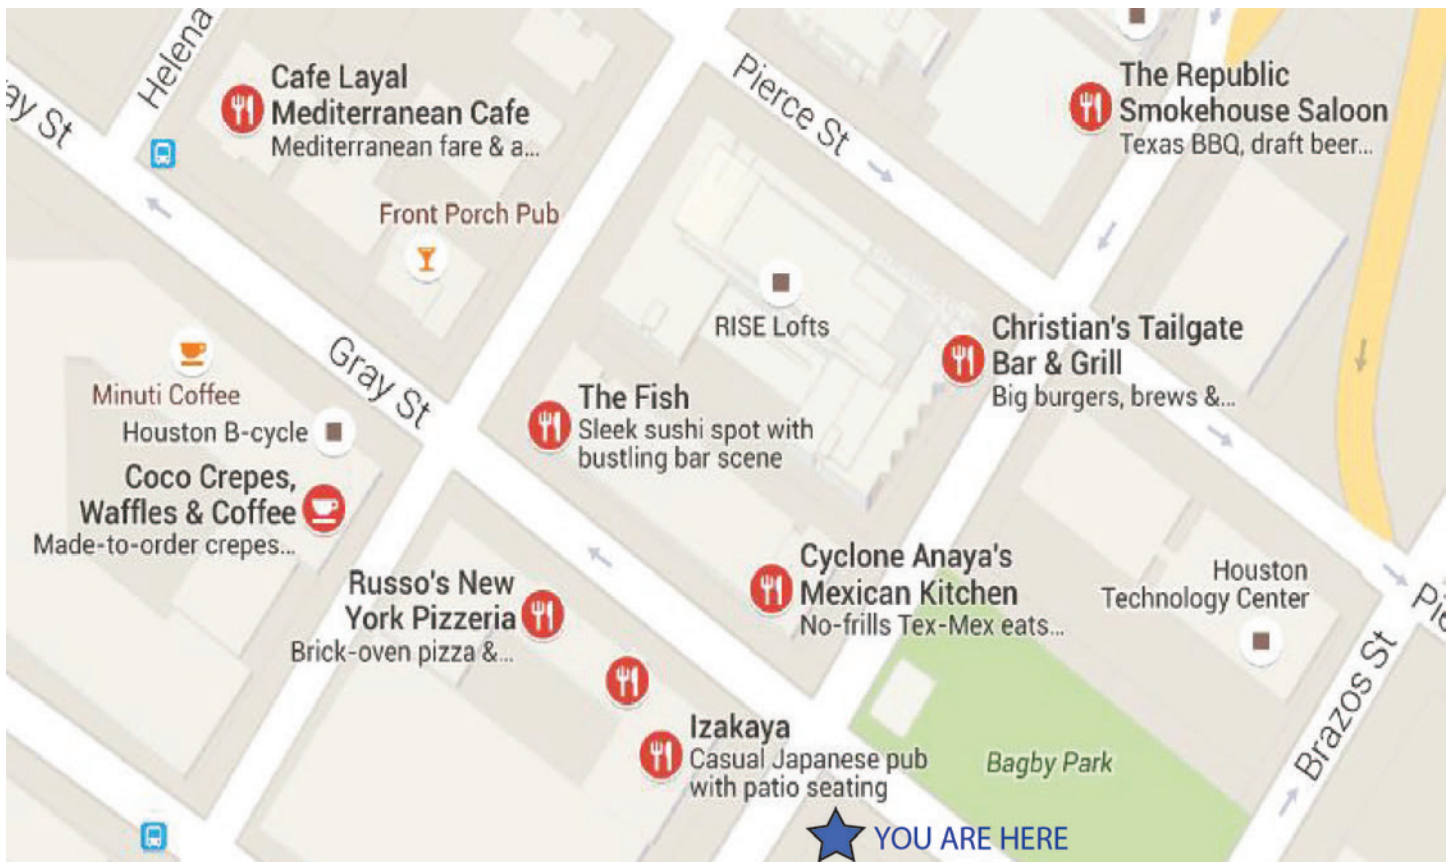 Helena
ay St
Cafe Layal
Mediterranean Cafe
Mediterranean fare & a...
Pierce St
The Republic
Smokehouse Saloon
Texas BBQ, draft beer...
Front Porch Pub
RISE Lofts
Christian's Tailgate
Bar & Grill
Big burgers, brews &...
Gray St
Minuti Coffee
Houston B-cycle
The Fish
Sleek sushi spot with
bustling bar scene
Coco Crepes,
Waffles & Coffee
Made-to-order crepes...
Russo's New
York Pizzeria
Brick-oven pizza &...
Cyclone Anaya's
Mexican Kitchen
No-frills Tex-Mex eats...
Houston
Technology Center
Pie
Brazos St
Izakaya
Casual Japanese pub
with patio seating
Bagby Park
YOU ARE HERE